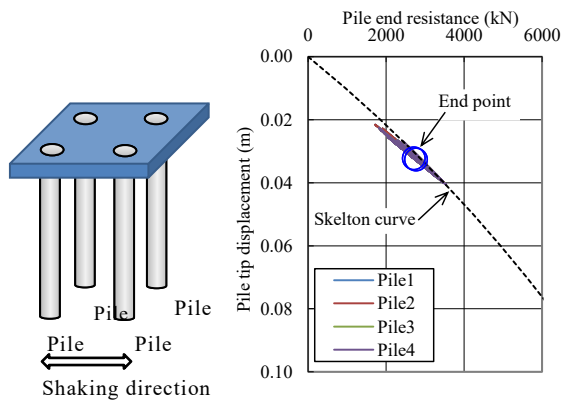 Pile
Pile
Pile
Pile
Shaking direction
Pile end resistance (kN)
0
2000
4000
6000
0.00
0.02
0.04
0.06
0.08
0.10
Pile tip displacement (m)
End point
Skelton curve
Pile1
Pile2
Pile3
Pile4